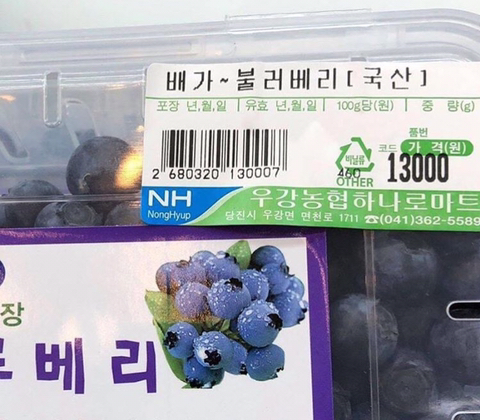 배가~불러베리[국산]
포장 년,월,일 | 유효 년,월,일 | 100g당(원) | 중 량(g)
품번
코드 가 격(원)
비닐류
460
OTHER
13000
2 680320 130007
NH
NongHyup
우강농협하나로마트
당진시 우강면 면천로 1711 ☎(041)362-5589
장
베리